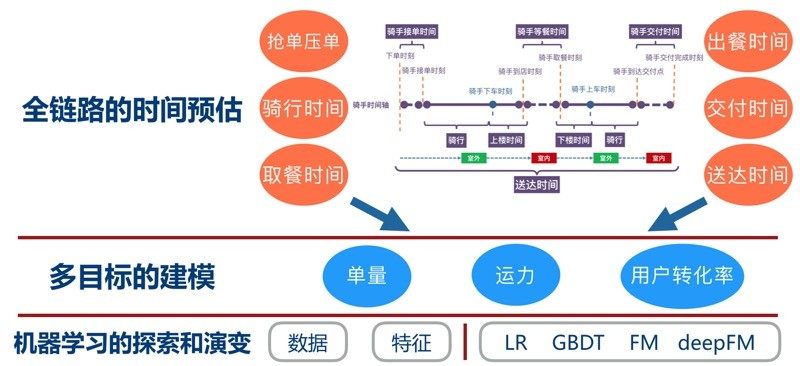 全链路的时间预估
抢单压单
骑行时间
取餐时间
骑手接单时间
骑手等餐时间
骑手交付时间
下单时刻
骑手取餐时刻
骑手交付完成时刻
骑手接单时刻
骑手到店时刻
骑手到达交付点
骑手下车时刻
骑手上车时刻
骑手时间轴
骑行
上楼时间
下楼时间
骑行
室外
室内
室外
室内
送达时间
出餐时间
交付时间
送达时间
多目标的建模
单量
运力
用户转化率
机器学习的探索和演变
数据
特征
LR GBDT FM deepFM